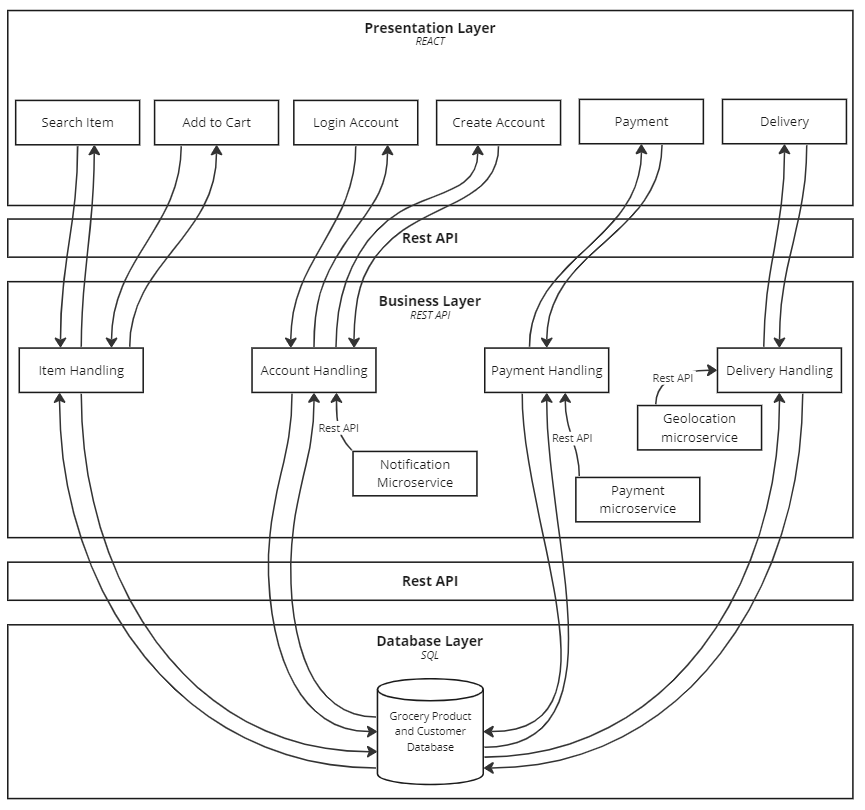 Presentation Layer
REACT
Search Item
Add to Cart
Login Account
Create Account
Payment
Delivery
Rest API
Business Layer
REST API
Item Handling
Account Handling
Payment Handling
Delivery Handling
Rest API
Geolocation
microservice
Rest API
Rest API
Notification
Microservice
Payment
microservice
Rest API
Database Layer
SQL
Grocery Product
and Customer
Database